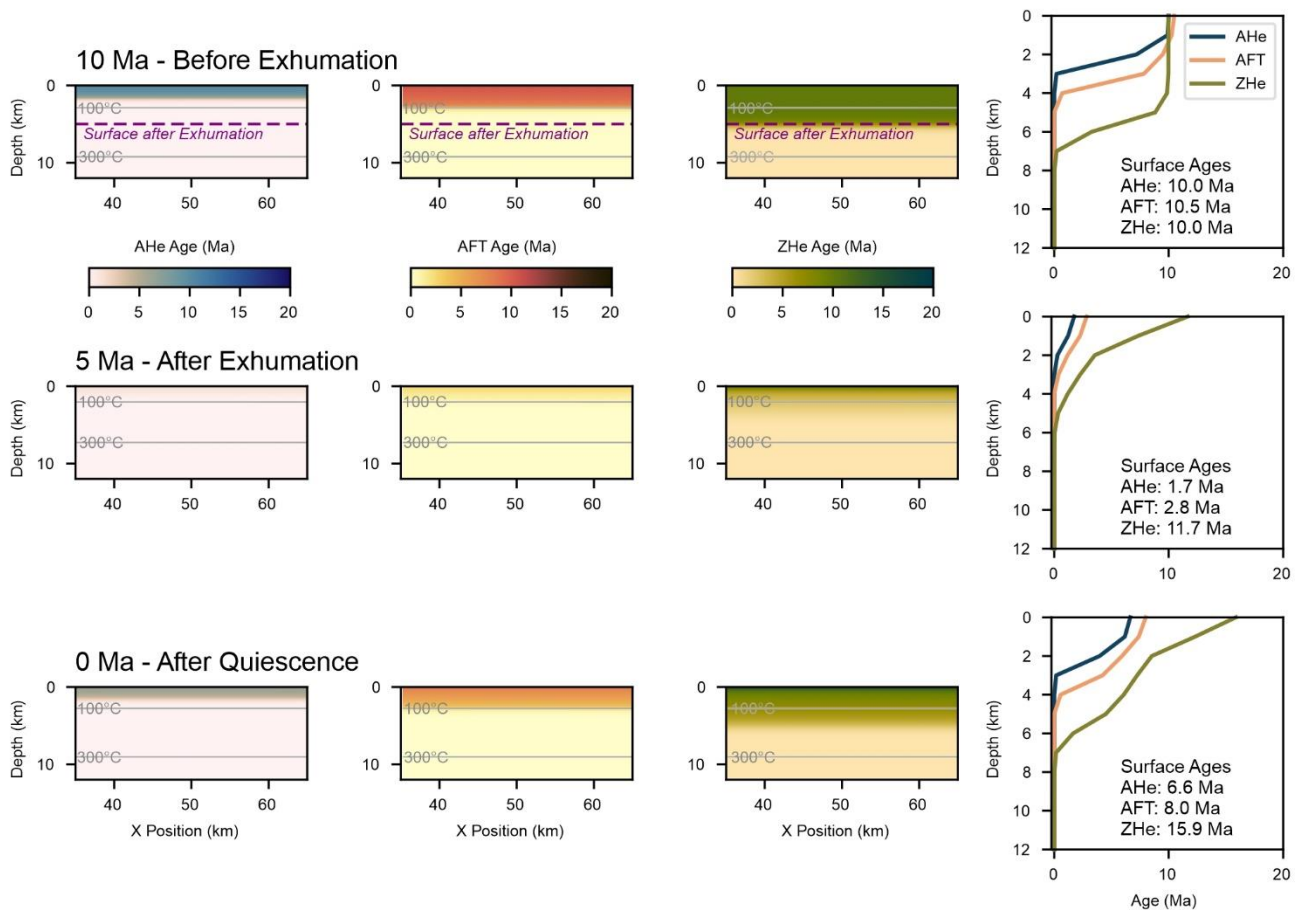 10 Ma - Before Exhumation
0
10
Depth (km)
100°C
Surface after Exhumation
300°C
40
50
60
100°C
Surface after Exhumation
300°C
40
50
60
100°C
Surface after Exhumation
300°C
40
50
60
0
2
4
6
8
10
12
Depth (km)
AHe
AFT
ZHe
Surface Ages
AHe: 10.0 Ma
AFT: 10.5 Ma
ZHe: 10.0 Ma
0
10
20
AHe Age (Ma)
0
5
10
15
20
AFT Age (Ma)
0
5
10
15
20
ZHe Age (Ma)
0
5
10
15
20
5 Ma - After Exhumation
0
10
Depth (km)
100°C
300°C
40
50
60
0
10
100°C
300°C
40
50
60
0
10
100°C
300°C
40
50
60
0
2
4
6
8
10
12
Depth (km)
Surface Ages
AHe: 1.7 Ma
AFT: 2.8 Ma
ZHe: 11.7 Ma
0
10
20
0 Ma - After Quiescence
0
10
Depth (km)
100°C
300°C
40
50
60
X Position (km)
0
10
100°C
300°C
40
50
60
X Position (km)
0
10
100°C
300°C
40
50
60
X Position (km)
0
2
4
6
8
10
12
Depth (km)
Surface Ages
AHe: 6.6 Ma
AFT: 8.0 Ma
ZHe: 15.9 Ma
0
10
20
Age (Ma)